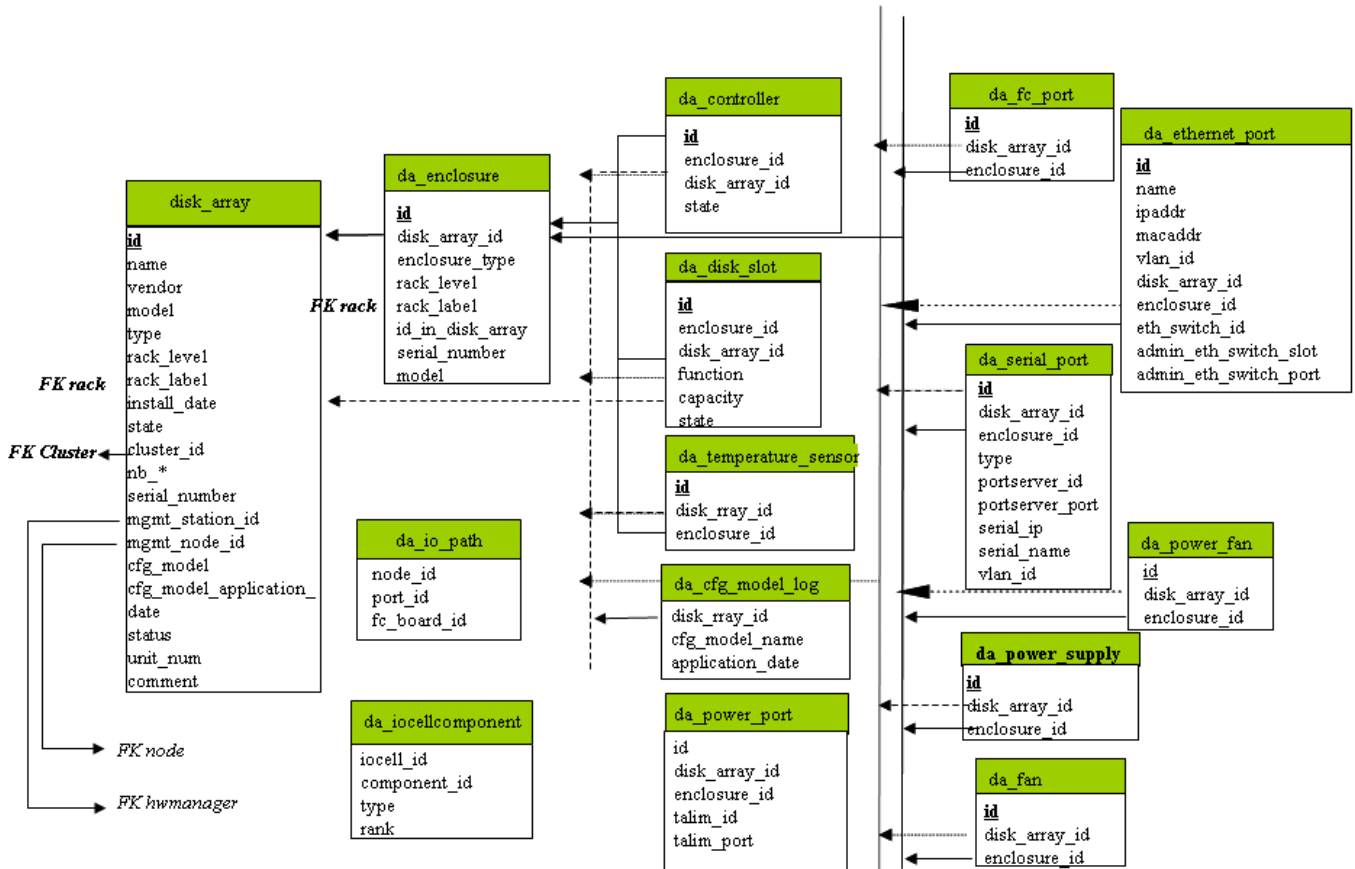 disk_array
id
name
vendor
model
type
rack_level
rack_label
install_date
state
cluster_id
nb_*
serial_number
mgmt_station_id
mgmt_node_id
cfg_model
cfg_model_application_
date
status
unit_num
comment
FK rack
FK Cluster
FK node
FK hwmanager
da_enclosure
id
disk_array_id
enclosure_type
rack_level
rack_label
id_in_disk_array
serial_number
model
FK rack
da_io_path
node_id
port_id
fc_board_id
da_iocellcomponent
iocell_id
component_id
type
rank
da_controller
id
enclosure_id
disk_array_id
state
da_disk_slot
id
enclosure_id
disk_array_id
function
capacity
state
da_temperature_sensor
id
disk_rray_id
enclosure_id
da_cfg_model_log
disk_rray_id
cfg_model_name
application_date
da_power_port
id
disk_array_id
enclosure_id
talim_id
talim_port
da_fc_port
id
disk_array_id
enclosure_id
da_ethernet_port
id
name
ipaddr
macaddr
vlan_id
disk_array_id
enclosure_id
eth_switch_id
admin_eth_switch_slot
admin_eth_switch_port
da_serial_port
id
disk_array_id
enclosure_id
type
portserver_id
portserver_port
serial_ip
serial_name
vlan_id
da_power_fan
id
disk_array_id
enclosure_id
da_power_supply
id
disk_array_id
enclosure_id
da_fan
id
disk_array_id
enclosure_id